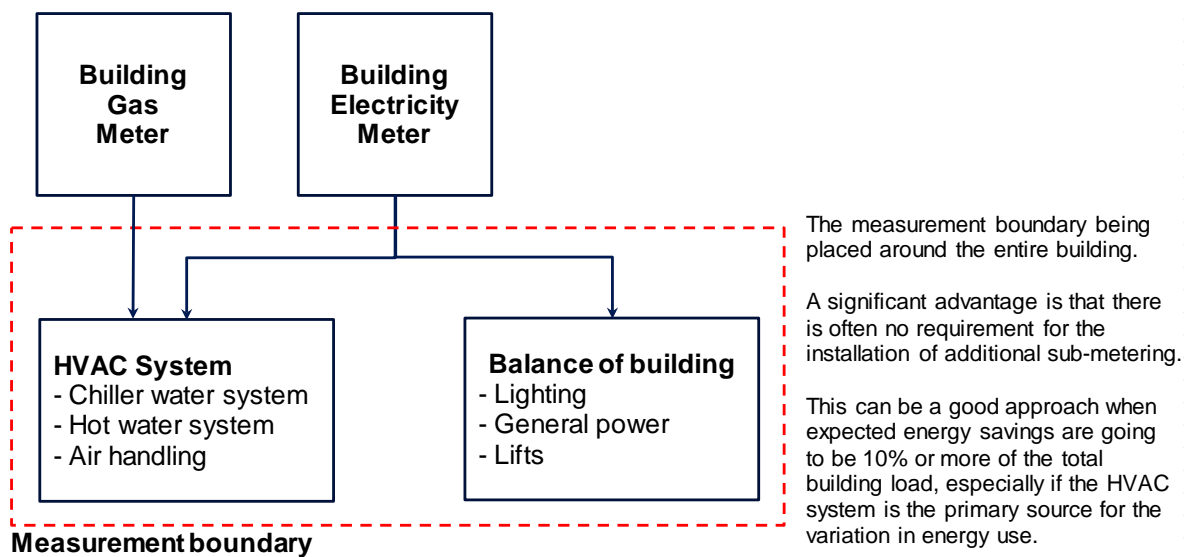 Building
Gas
Meter
Building
Electricity
Meter
The measurement boundary being
placed around the entire building.
A significant advantage is that there
is often no requirement for the
installation of additional sub-metering.
This can be a good approach when
expected energy savings are going
to be 10% or more of the total
building load, especially if the HVAC
system is the primary source for the
variation in energy use.
HVAC System
- Chiller water system
- Hot water system
- Air handling
Balance of building
- Lighting
- General power
- Lifts
Measurement boundary